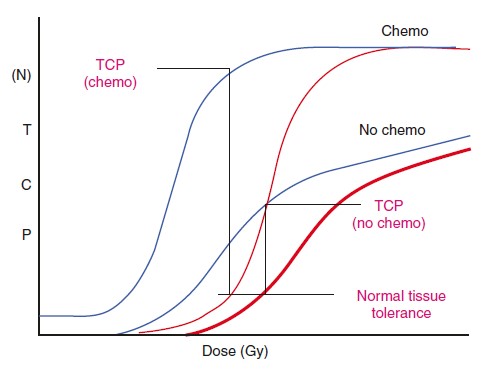 Chemo
TCP
(chemo)
(N)
T
C
P
No chemo
TCP
(no chemo)
Normal tissue
tolerance
Dose (Gy)